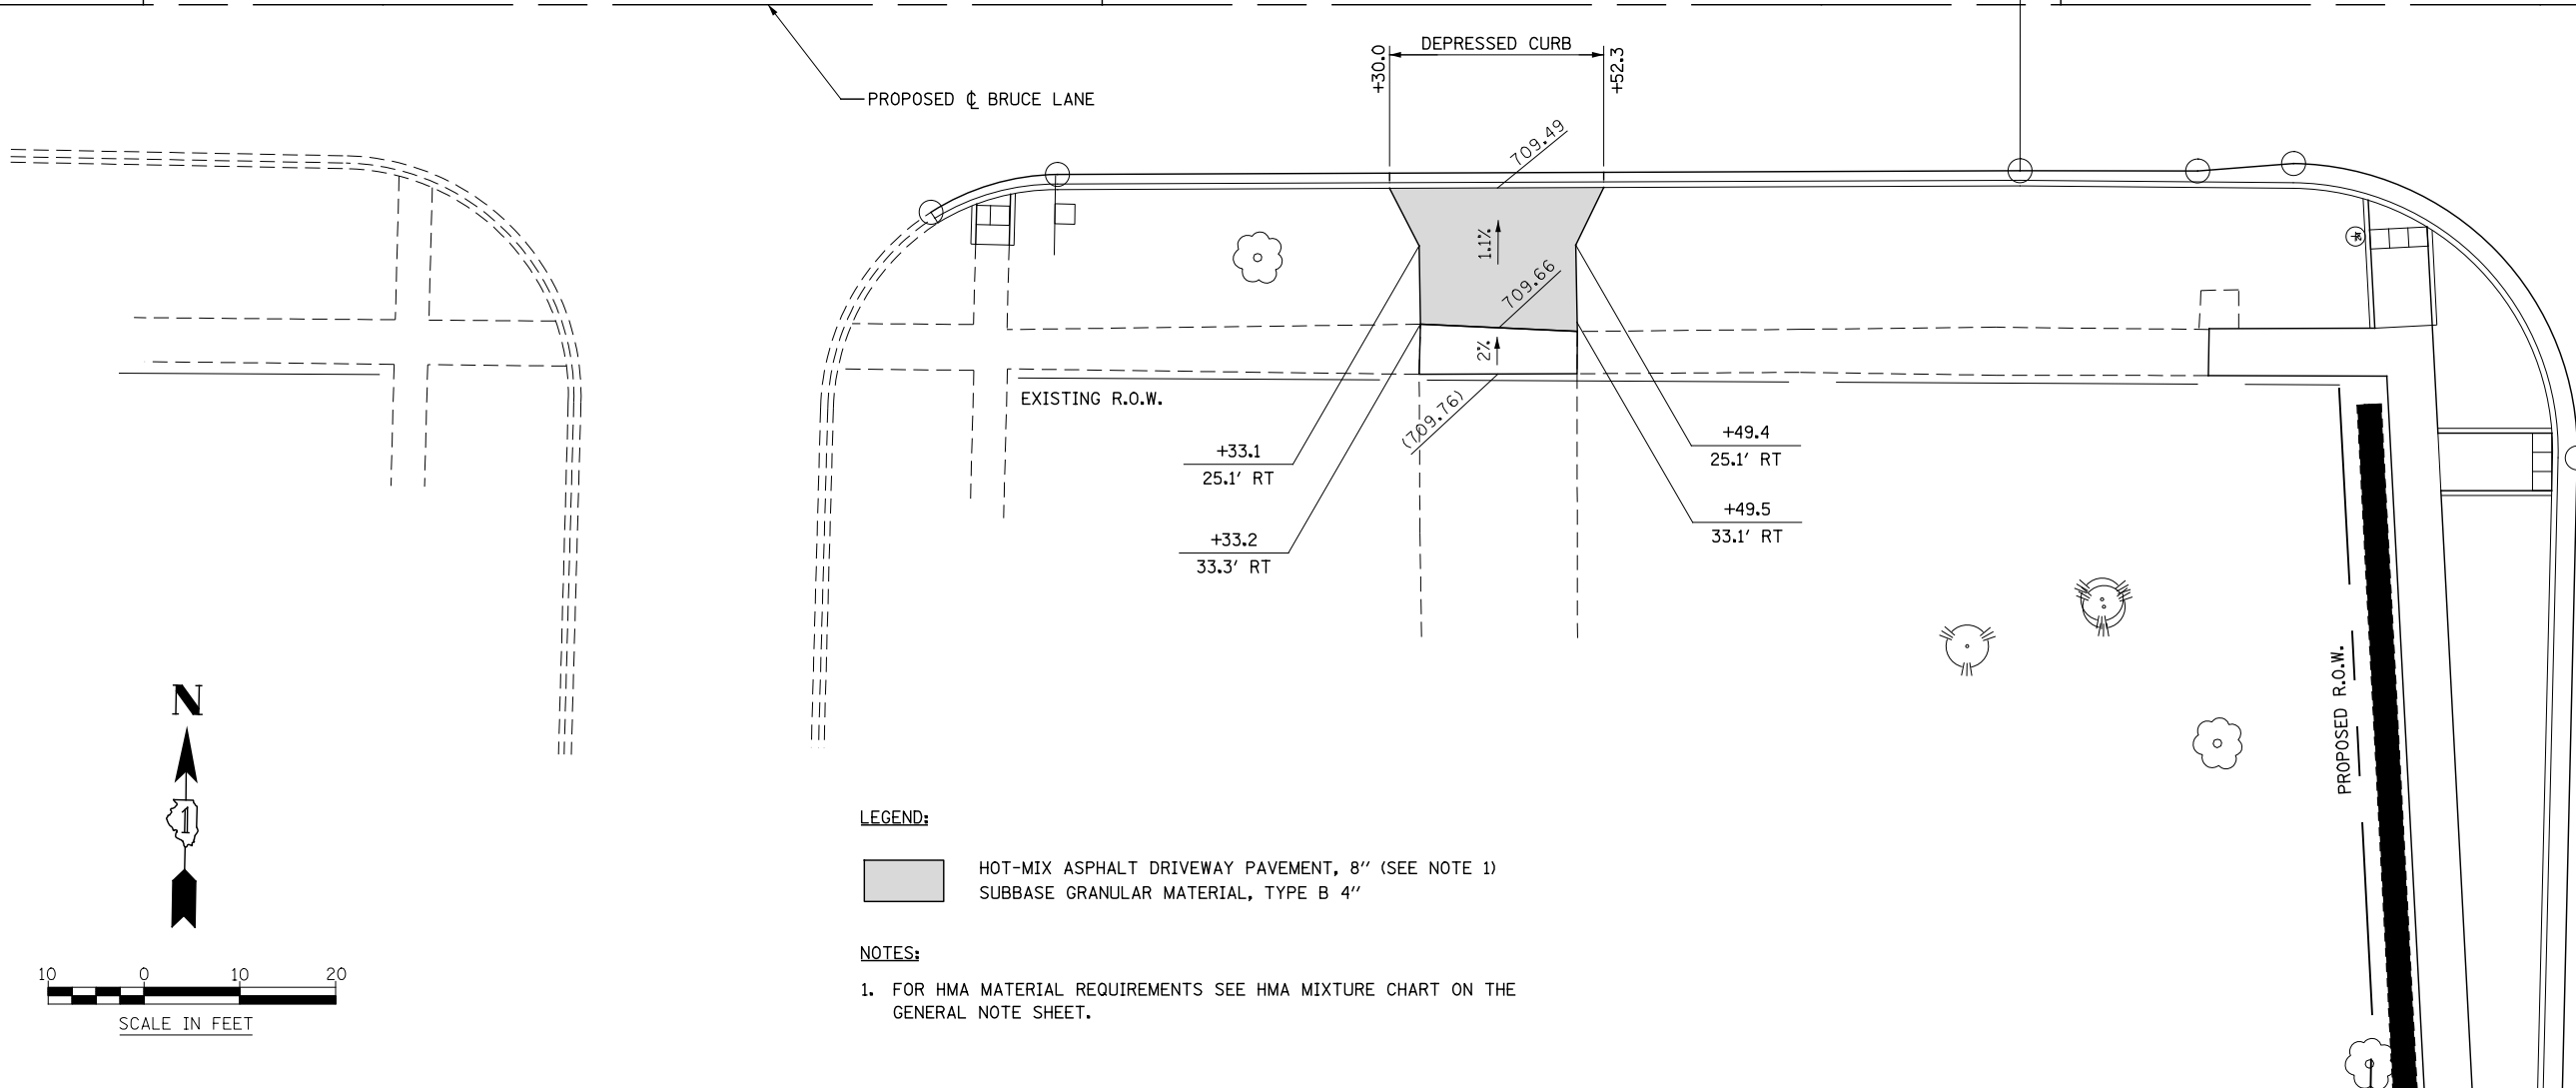 DEPRESSED CURB
+30.0
+52.3
PROPOSED ℄ BRUCE LANE
709.49
1.1%
709.66
2%
EXISTING R.O.W.
(709.76)
+33.1
25.1' RT
+49.4
25.1' RT
+33.2
33.3' RT
+49.5
33.1' RT
PROPOSED R.O.W.
N
1
LEGEND:
HOT-MIX ASPHALT DRIVEWAY PAVEMENT, 8" (SEE NOTE 1)
SUBBASE GRANULAR MATERIAL, TYPE B 4"
NOTES:
1. FOR HMA MATERIAL REQUIREMENTS SEE HMA MIXTURE CHART ON THE
GENERAL NOTE SHEET.
10 0 10 20
SCALE IN FEET